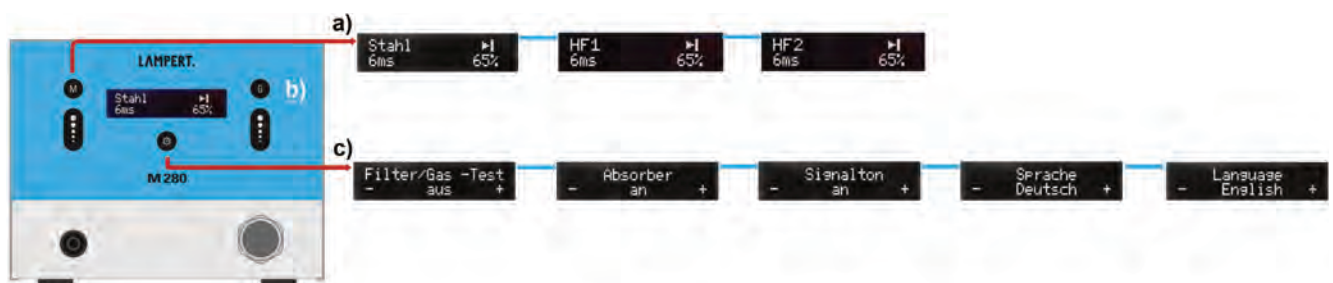 a)
Stahl ▶|
6ms 65%
HF1 ▶|
6ms 65%
HF2 ▶|
6ms 65%
LAMPERT.
M
Stahl ▶|
6ms 65%
G
b)
M 280
c)
Filter/Gas -Test
- aus +
Absorber
- an +
Signalton
- an +
Sprache
- Deutsch +
Language
- English +